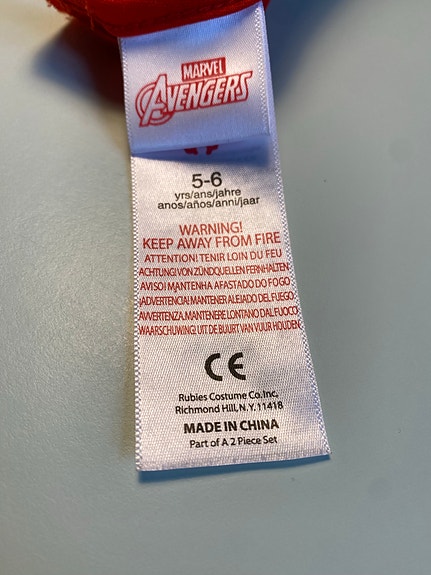 MARVEL
AVENGERS
5-6
yrs/ans/jahre
anos/años/anni/jaar
WARNING!
KEEP AWAY FROM FIRE
ATTENTION! TENIR LOIN DU FEU
ACHTUNG! VON ZÜNDQUELLEN FERNHALTEN
AVISO! MANTENHA AFASTADO DO FOGO
¡ADVERTENCIA! MANTENER ALEJADO DEL FUEGO
AVVERTENZA. MANTENERE LONTANO DAL FUOCO
WAARSCHUWING! UIT DE BUURT VAN VUUR HOUDEN
CE
Rubies Costume Co. Inc,
Richmond Hill, N.Y. 11418
MADE IN CHINA
Part of A 2 Piece Set